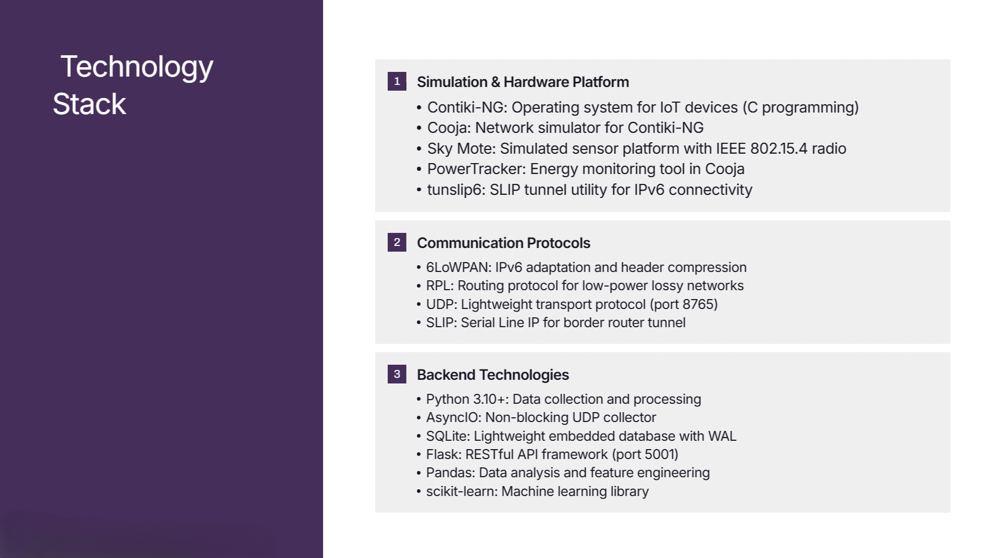 Technology
Stack
1 Simulation & Hardware Platform
• Contiki-NG: Operating system for IoT devices (C programming)
• Cooja: Network simulator for Contiki-NG
• Sky Mote: Simulated sensor platform with IEEE 802.15.4 radio
• PowerTracker: Energy monitoring tool in Cooja
• tunslip6: SLIP tunnel utility for IPv6 connectivity
2 Communication Protocols
• 6LoWPAN: IPv6 adaptation and header compression
• RPL: Routing protocol for low-power lossy networks
• UDP: Lightweight transport protocol (port 8765)
• SLIP: Serial Line IP for border router tunnel
3 Backend Technologies
• Python 3.10+: Data collection and processing
• AsyncIO: Non-blocking UDP collector
• SQLite: Lightweight embedded database with WAL
• Flask: RESTful API framework (port 5001)
• Pandas: Data analysis and feature engineering
• scikit-learn: Machine learning library